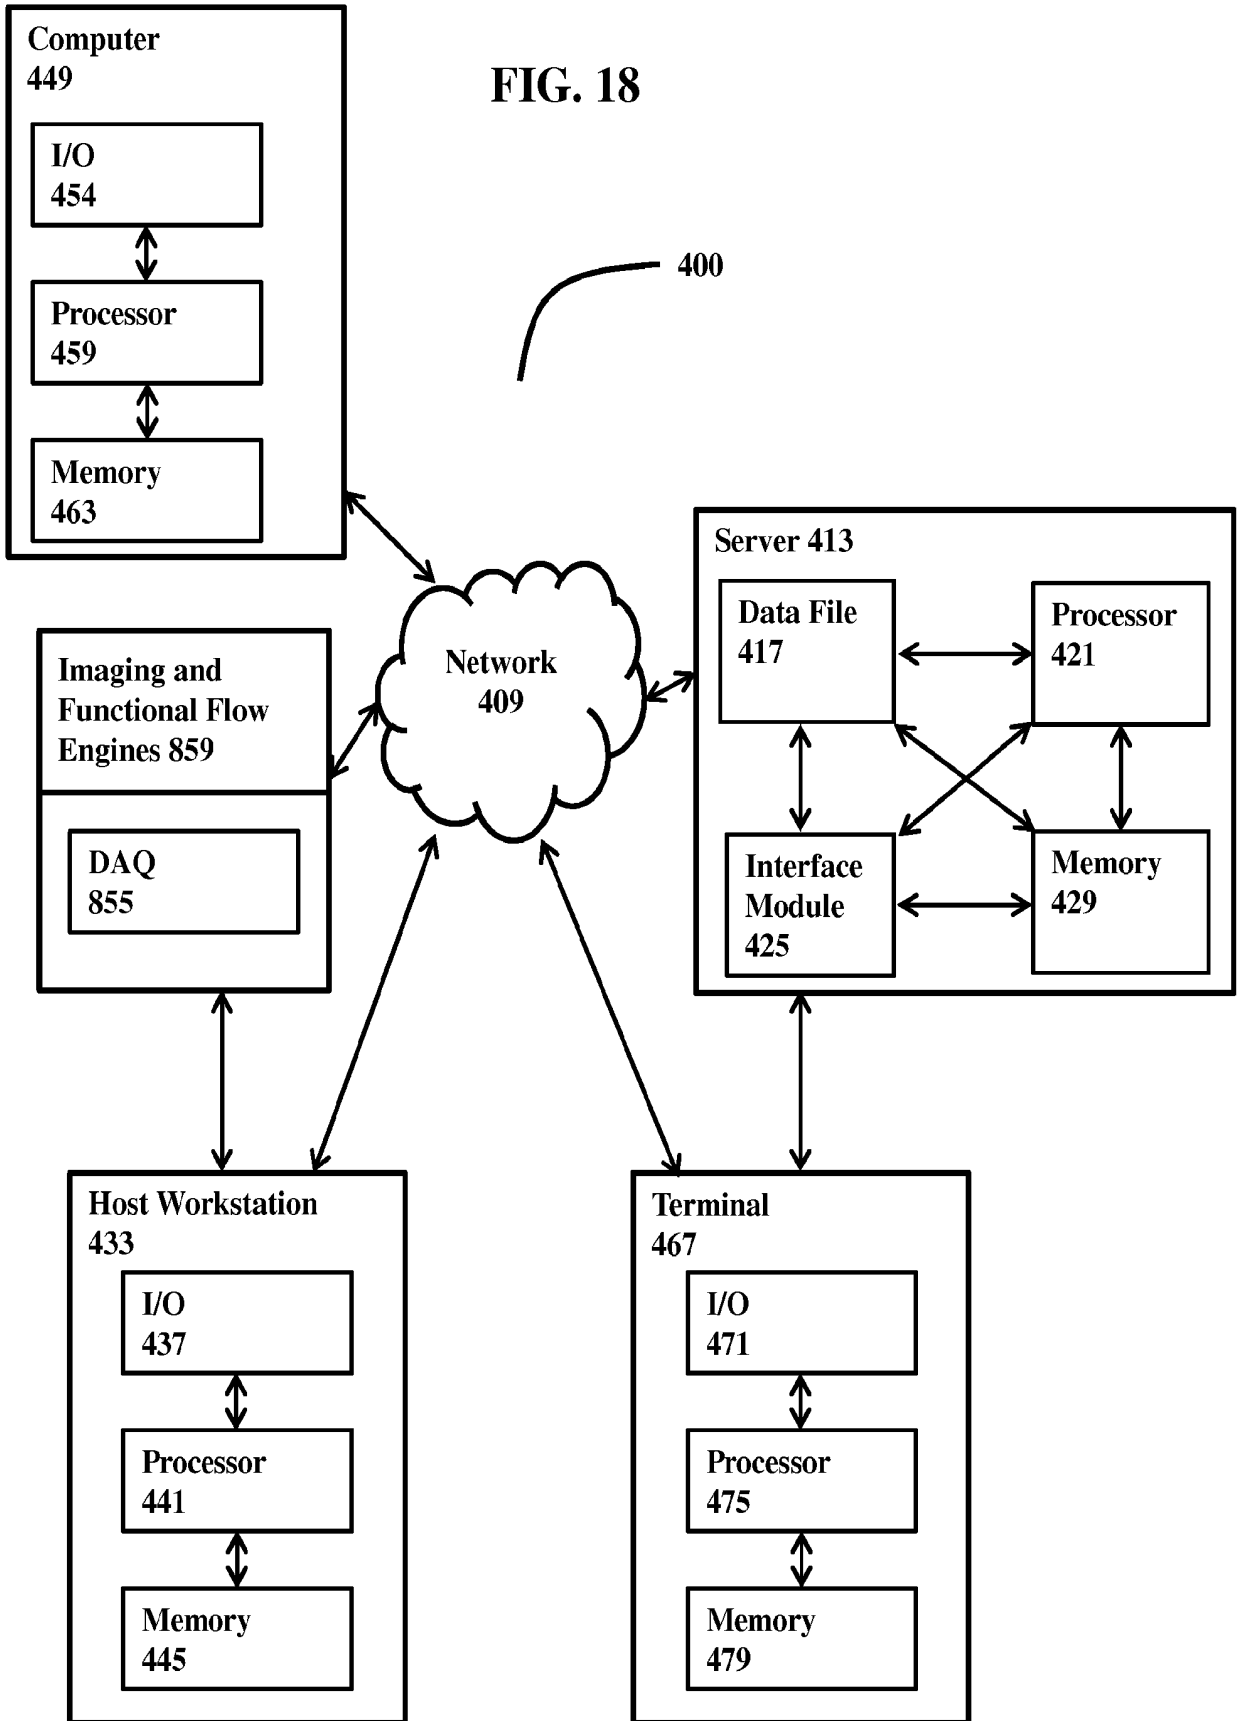 Computer
449
FIG. 18
I/O
454
400
Processor
459
Memory
463
Server 413
Data File
417
Processor
421
Network
409
Imaging and
Functional Flow
Engines 859
DAQ
855
Interface
Module
425
Memory
429
Host Workstation
433
I/O
437
Processor
441
Memory
445
Terminal
467
I/O
471
Processor
475
Memory
479